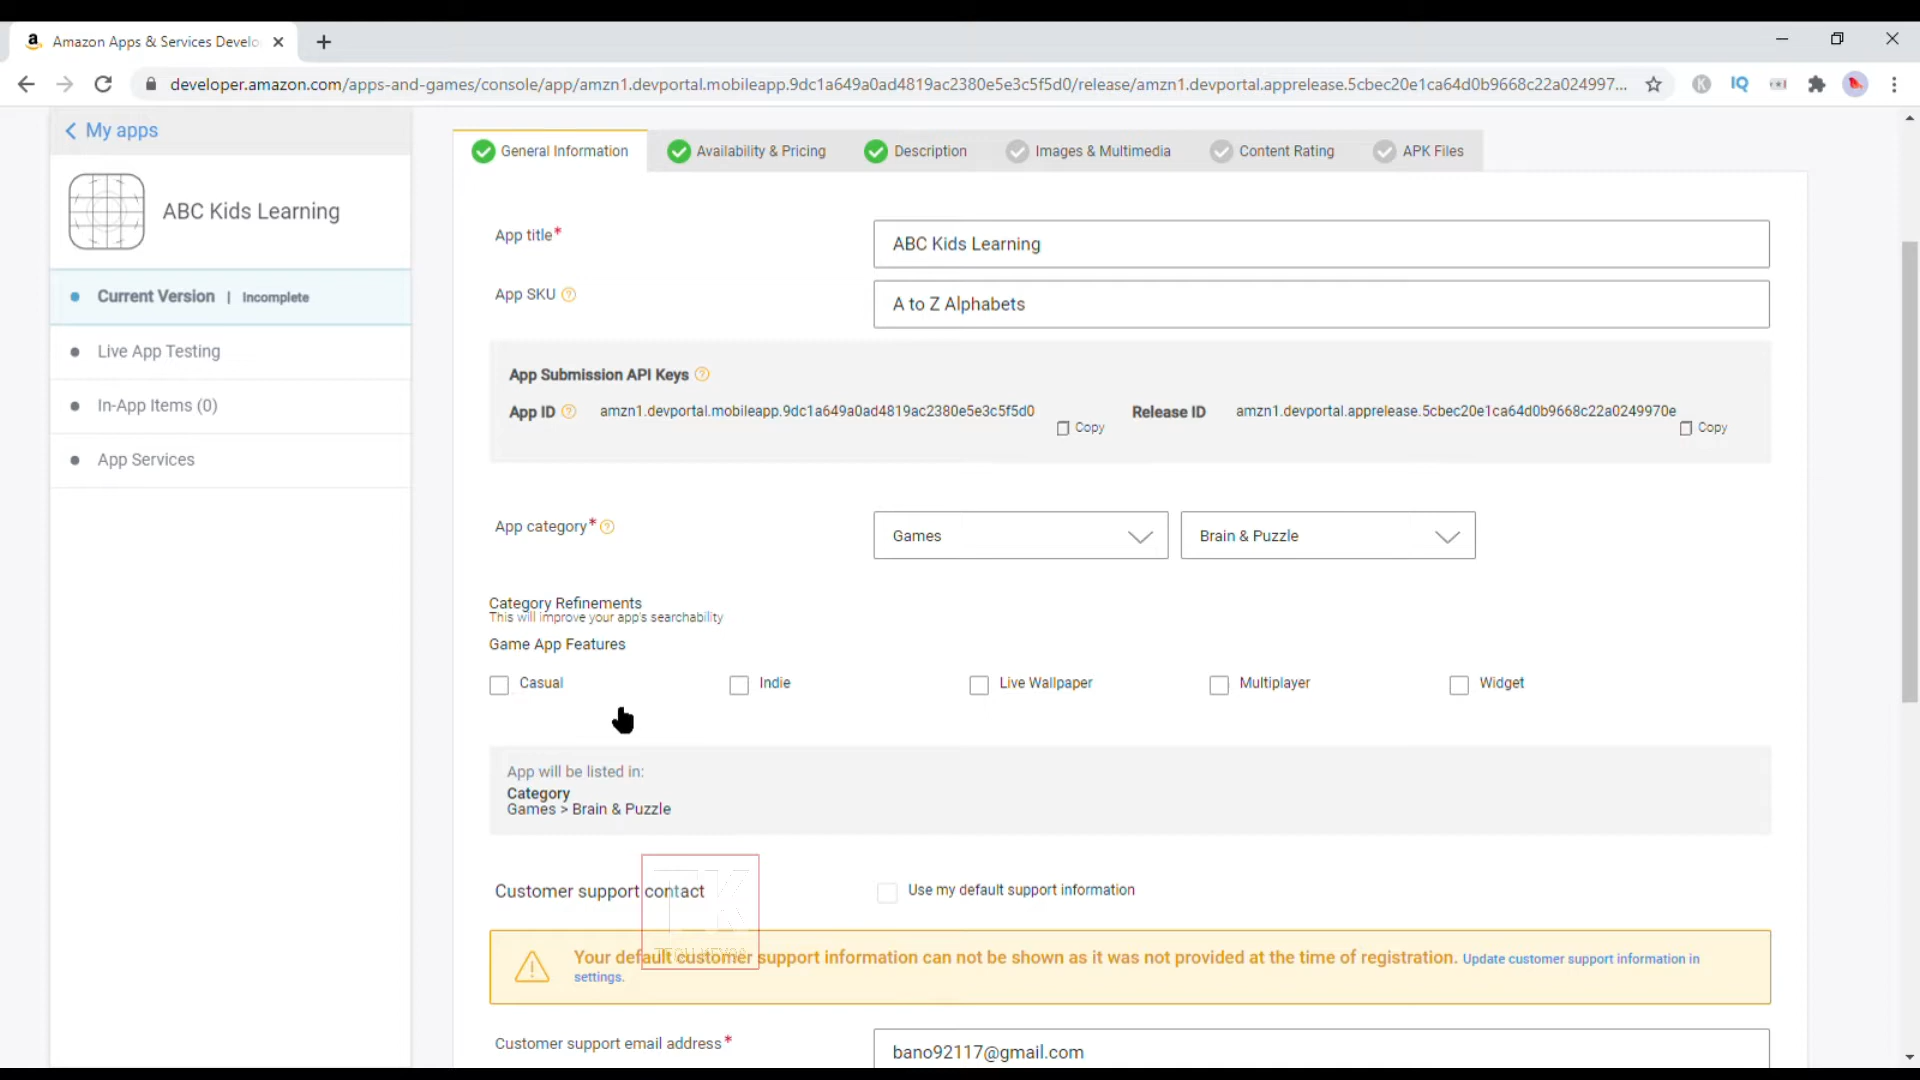 Amazon Apps & Services Develo
developer.amazon.com/apps-and-games/console/app/amzn1.devportal.mobileapp.9dc1a649a0ad4819ac2380e5e3c5f5d0/release/amzn1.devportal.apprelease.5cbec20e1ca64d0b9668c22a024997...
My apps
ABC Kids Learning
Current Version | Incomplete
Live App Testing
In-App Items (0)
App Services
General Information
Availability & Pricing
Description
Images & Multimedia
Content Rating
APK Files
App title*
ABC Kids Learning
App SKU ?
A to Z Alphabets
App Submission API Keys ?
App ID ? amzn1.devportal.mobileapp.9dc1a649a0ad4819ac2380e5e3c5f5d0
Copy
Release ID amzn1.devportal.apprelease.5cbec20e1ca64d0b9668c22a0249970e
Copy
App category* ?
Games
Brain & Puzzle
Category Refinements
This will improve your app's searchability
Game App Features
Casual
Indie
Live Wallpaper
Multiplayer
Widget
App will be listed in:
Category
Games > Brain & Puzzle
Customer support contact
Use my default support information
TK
TECH KEYS
Your default customer support information can not be shown as it was not provided at the time of registration. Update customer support information in
settings.
Customer support email address*
bano92117@gmail.com